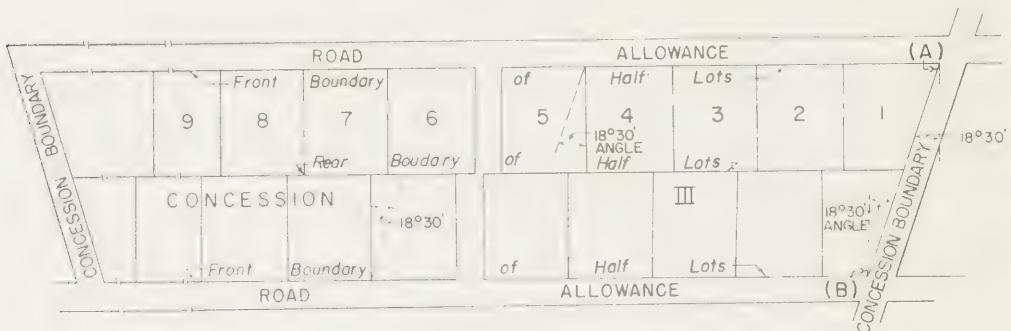 ROAD ALLOWANCE (A)
Front Boundary of Half Lots
9 8 7 6 5 4 3 2 1
18°30' ANGLE
18°30'
Rear Boudary of Half Lots
CONCESSION BOUNDARY
CONCESSION III
18°30'
18°30' ANGLE
CONCESSION BOUNDARY
Front Boundary of Half Lots
ROAD ALLOWANCE (B)